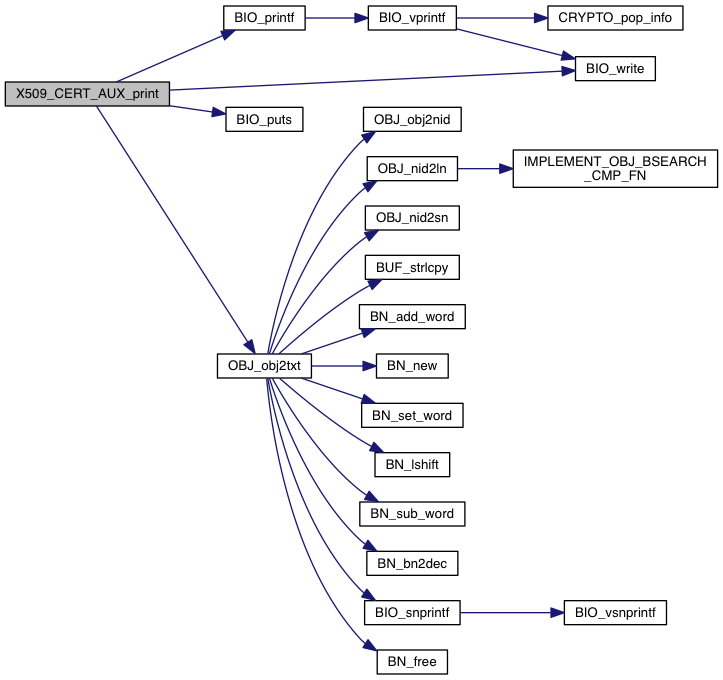 X509_CERT_AUX_print
BIO_printf
BIO_vprintf
CRYPTO_pop_info
BIO_write
BIO_puts
OBJ_obj2txt
OBJ_obj2nid
OBJ_nid2ln
IMPLEMENT_OBJ_BSEARCH
_CMP_FN
OBJ_nid2sn
BUF_strlcpy
BN_add_word
BN_new
BN_set_word
BN_lshift
BN_sub_word
BN_bn2dec
BIO_snprintf
BIO_vsnprintf
BN_free